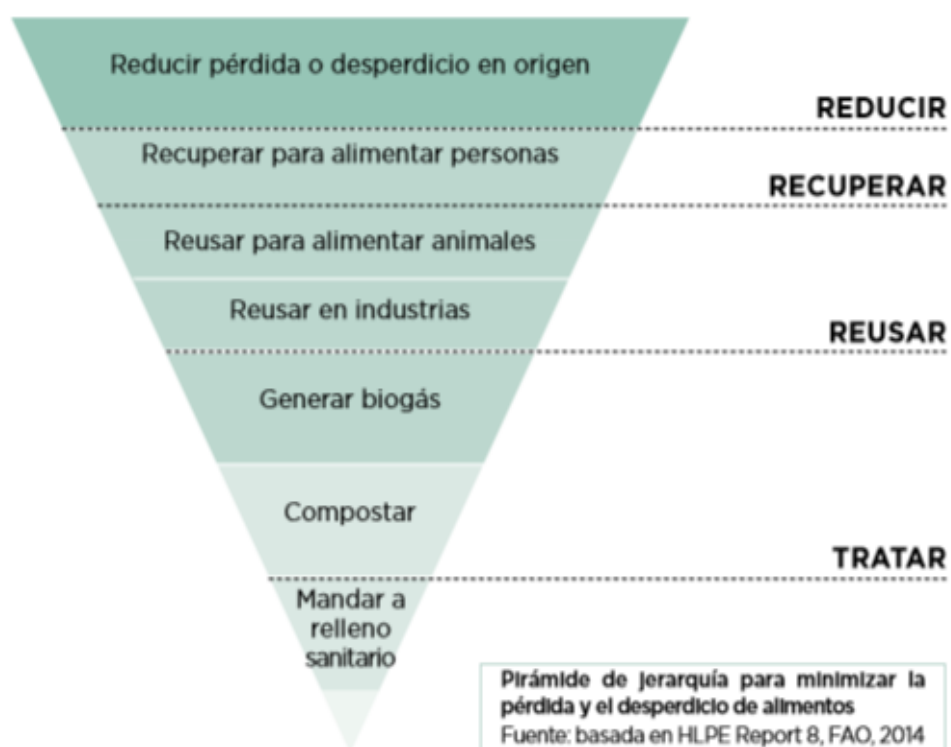 Reducir pérdida o desperdicio en origen
REDUCIR
Recuperar para alimentar personas
RECUPERAR
Reusar para alimentar animales
Reusar en industrias
REUSAR
Generar biogás
Compostar
TRATAR
Mandar a
relleno
sanitario
Pirámide de jerarquía para minimizar la
pérdida y el desperdicio de alimentos
Fuente: basada en HLPE Report 8, FAO, 2014